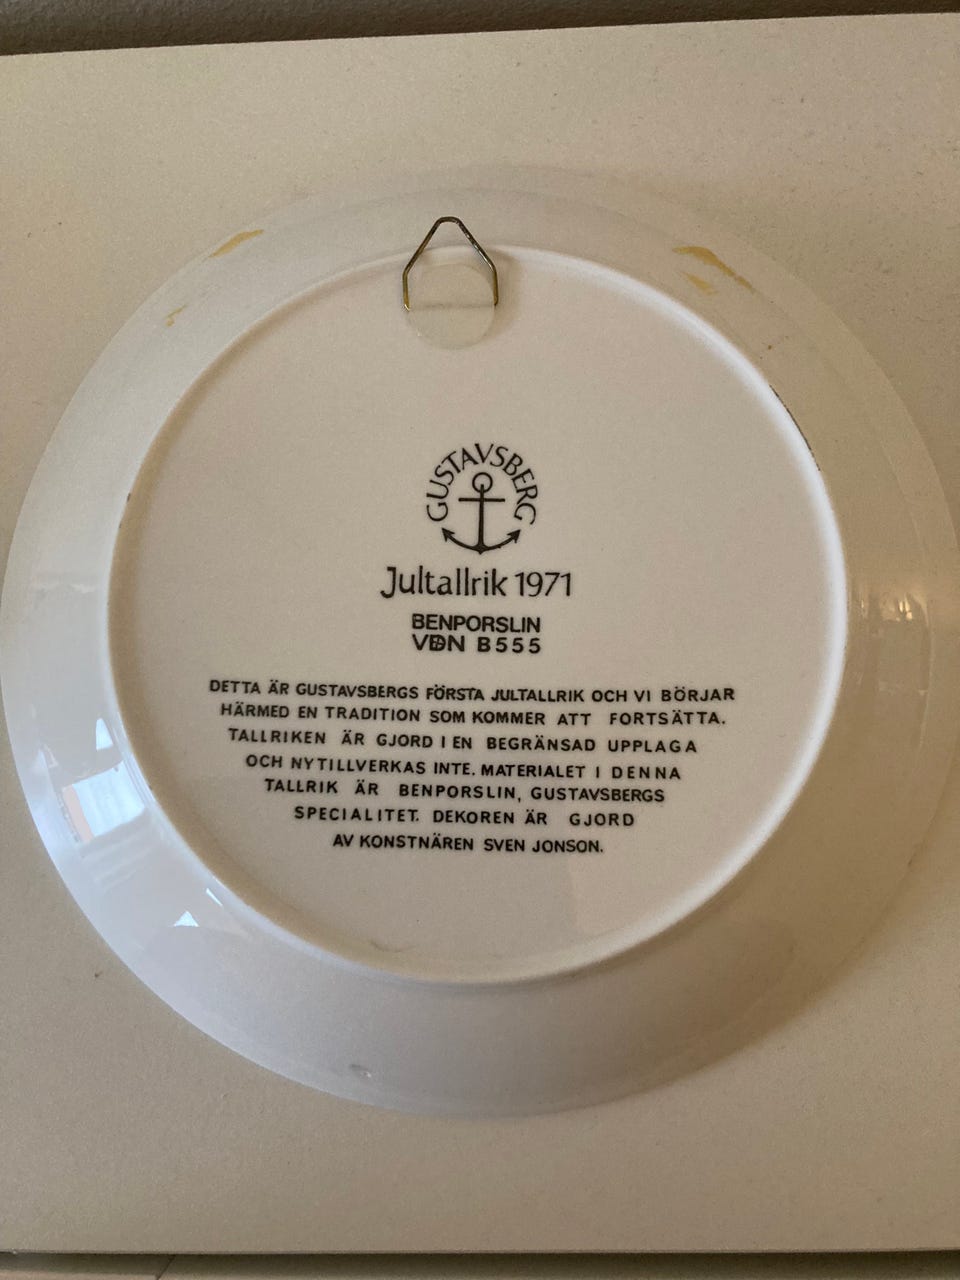 GUSTAVSBERG
Jultallrik 1971
BENPORSLIN
VDN B555
DETTA ÄR GUSTAVSBERGS FÖRSTA JULTALLRIK OCH VI BÖRJAR
HÄRMED EN TRADITION SOM KOMMER ATT FORTSÄTTA.
TALLRIKEN ÄR GJORD I EN BEGRÄNSAD UPPLAGA
OCH NYTILLVERKAS INTE. MATERIALET I DENNA
TALLRIK ÄR BENPORSLIN, GUSTAVSBERGS
SPECIALITET. DEKOREN ÄR GJORD
AV KONSTNÄREN SVEN JONSON.